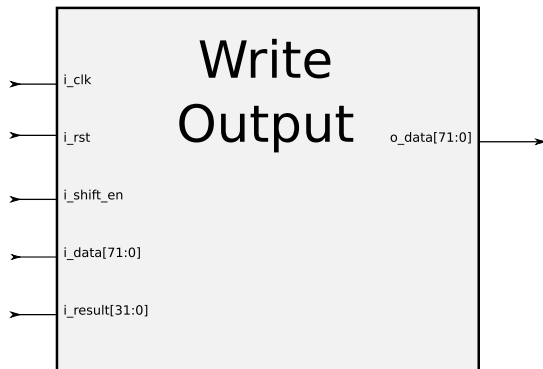 Write
Output
i_clk
i_rst
o_data[71:0]
i_shift_en
i_data[71:0]
i_result[31:0]